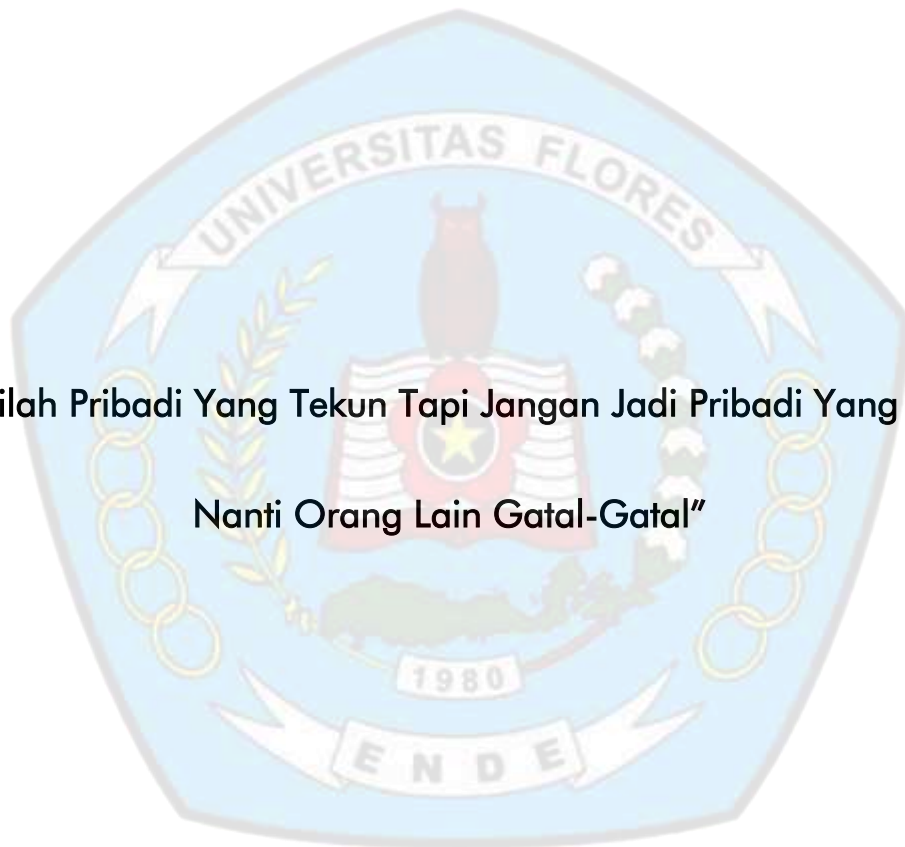 UNIVERSITAS FLORES
ilah Pribadi Yang Tekun Tapi Jangan Jadi Pribadi Yang
Nanti Orang Lain Gatal-Gatal”
1980
ENDE